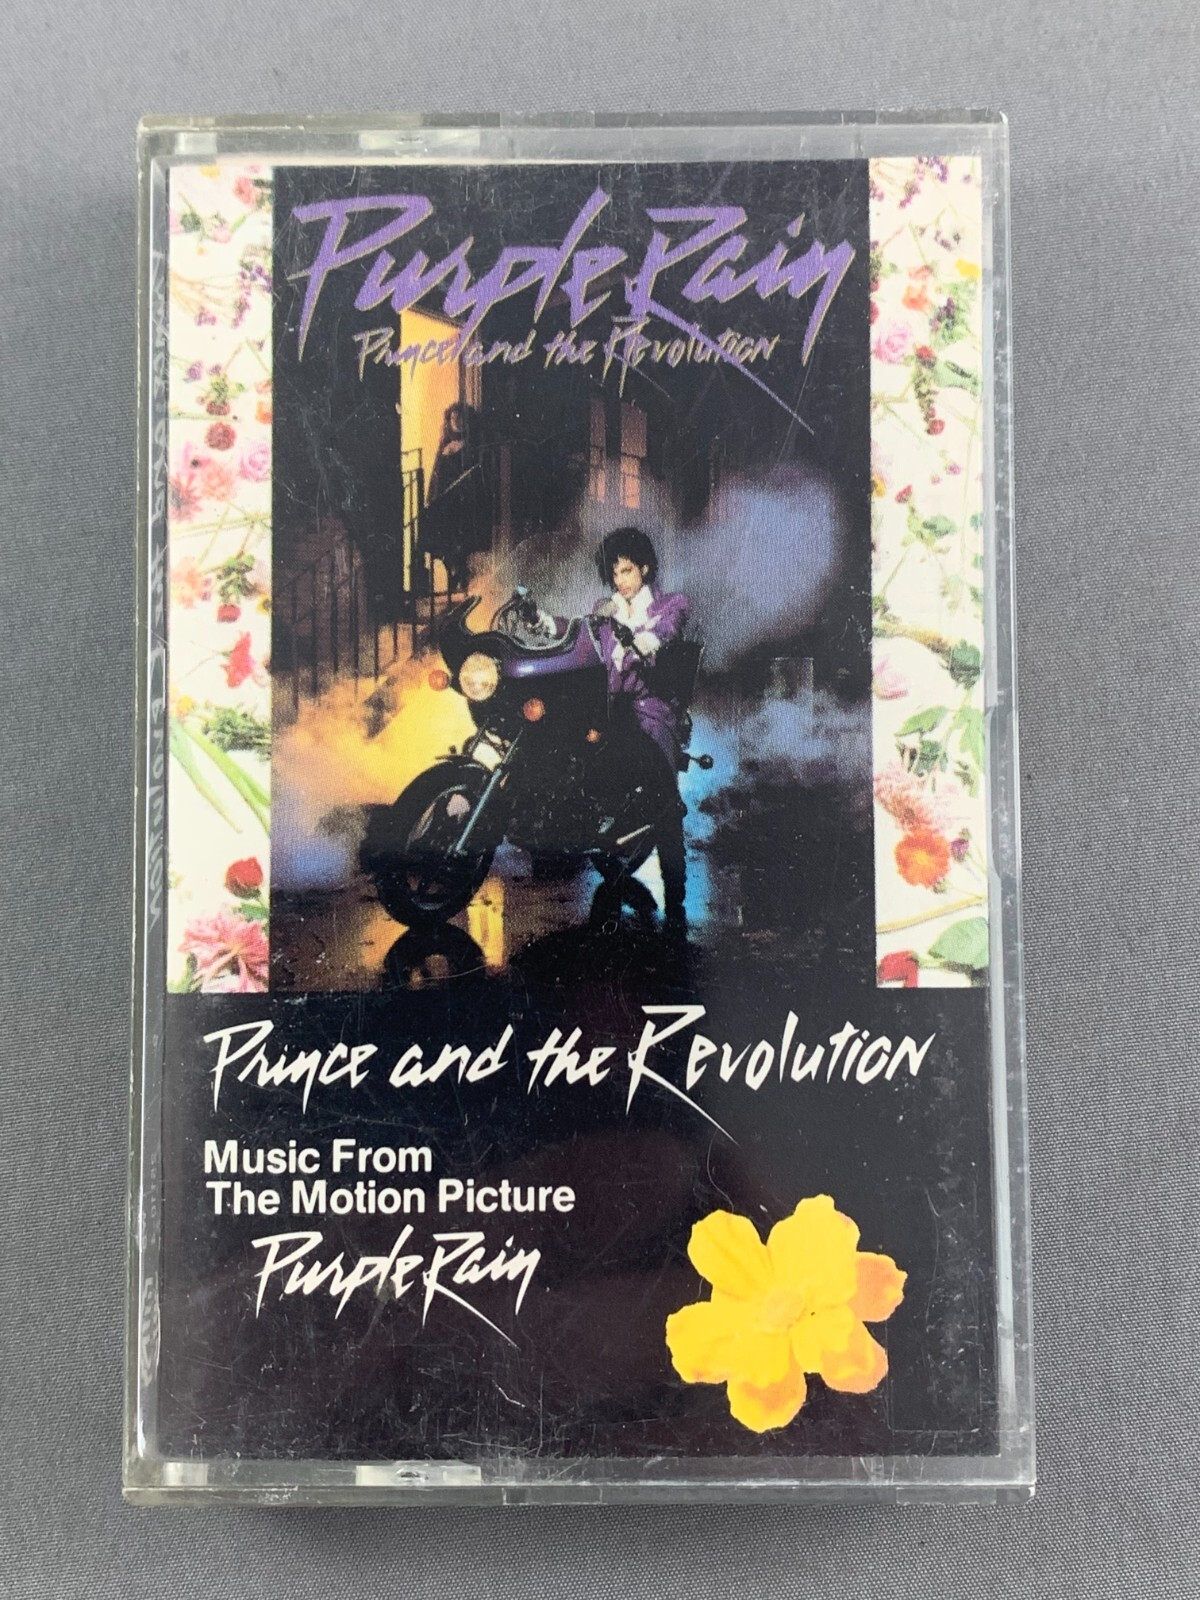 Purple Rain
Prince and the Revolution
Prince and the Revolution
Music From
The Motion Picture
Purple Rain